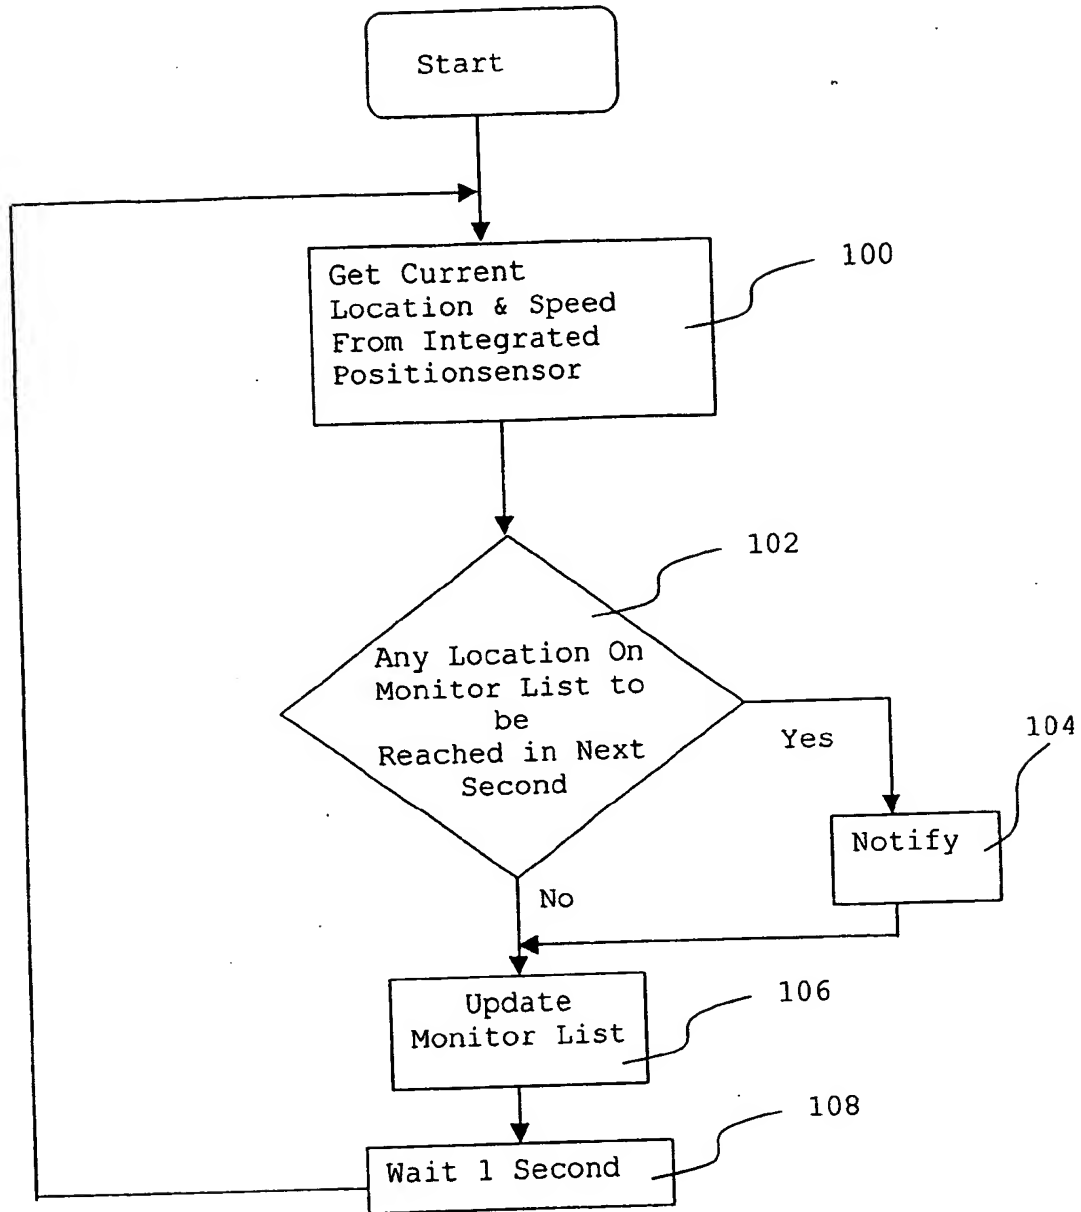 Start
100
Get Current
Location & Speed
From Integrated
Positionsensor
102
Any Location On
Monitor List to
be
Reached in Next
Second
Yes
104
Notify
No
106
Update
Monitor List
108
Wait 1 Second